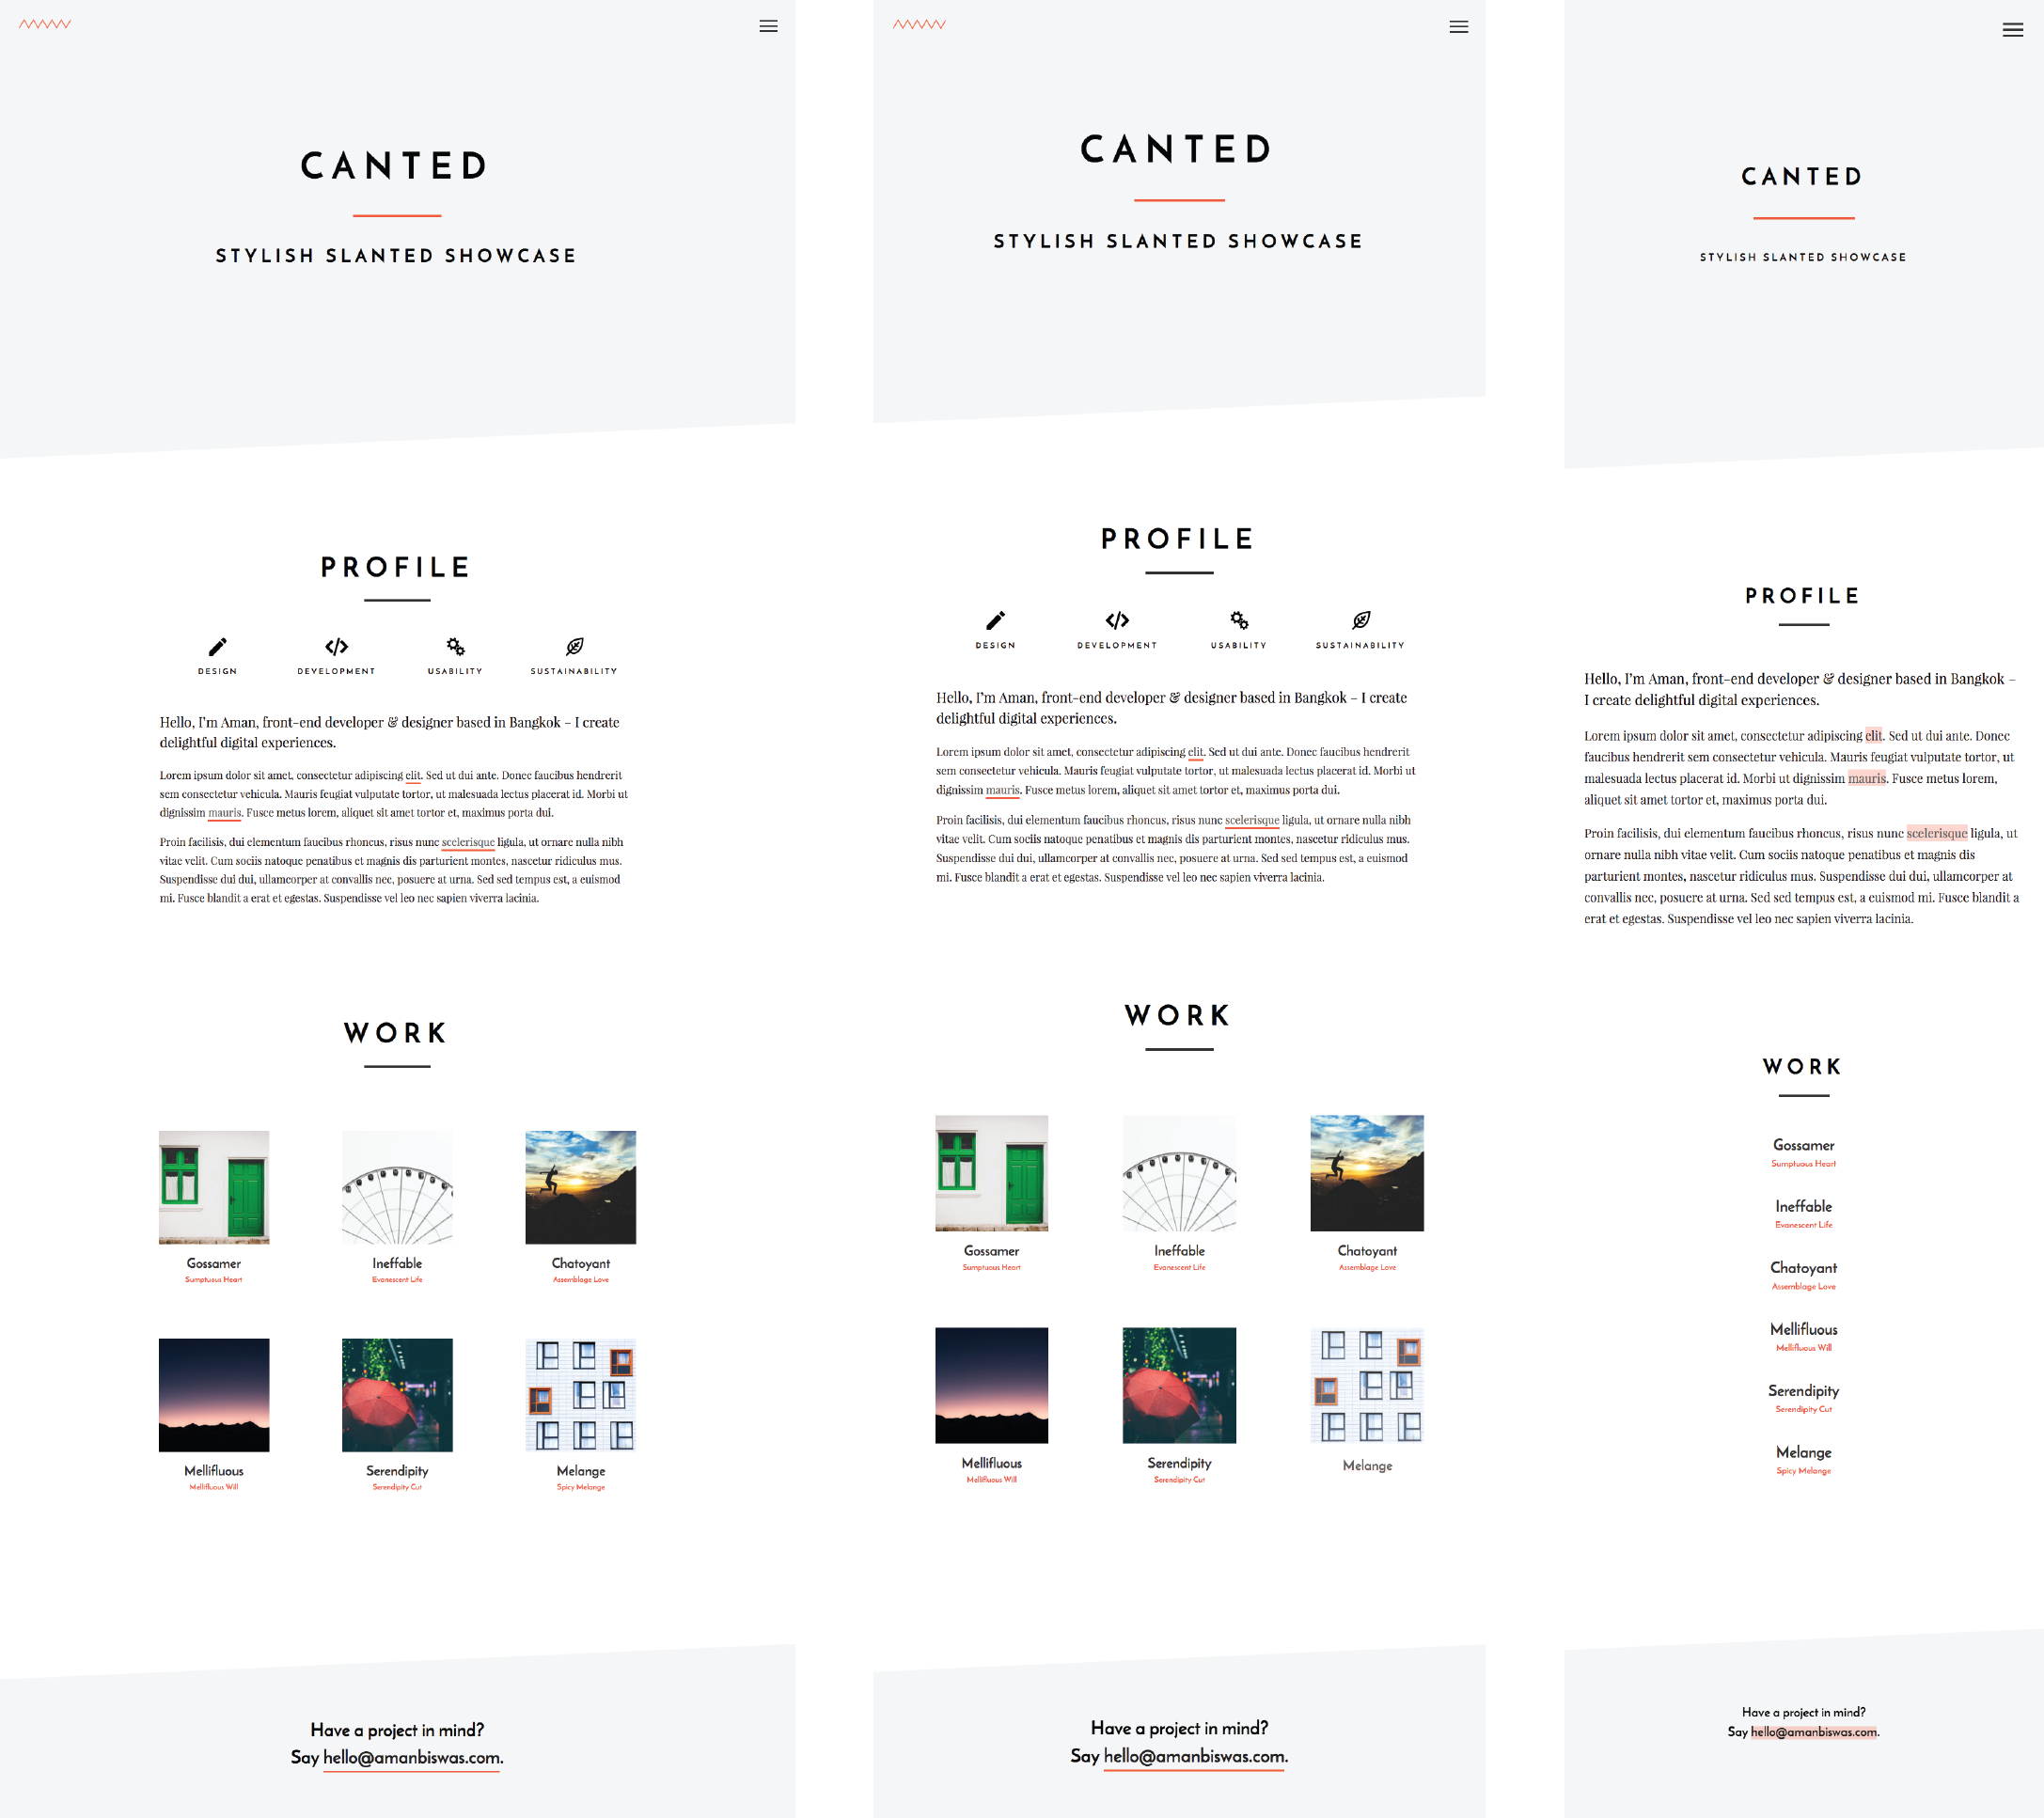 CANTED
STYLISH SLANTED SHOWCASE
PROFILE
DESIGN DEVELOPMENT USABILITY SUSTAINABILITY
Hello, I'm Aman, front-end developer & designer based in Bangkok – I create
delightful digital experiences.
Lorem ipsum dolor sit amet, consectetur adipiscing elit. Sed ut dui ante. Donec faucibus hendrerit
sem consectetur vehicula. Mauris feugiat vulputate tortor, ut malesuada lectus placerat id. Morbi ut
dignissim mauris. Fusce metus lorem, aliquet sit amet tortor et, maximus porta dui.
Proin facilisis, dui elementum faucibus rhoncus, risus nunc scelerisque ligula, ut ornare nulla nibh
vitae velit. Cum sociis natoque penatibus et magnis dis parturient montes, nascetur ridiculus mus.
Suspendisse dui dui, ullamcorper at convallis nec, posuere at urna. Sed sed tempus est, a euismod
mi. Fusce blandit a erat et egestas. Suspendisse vel leo nec sapien viverra lacinia.
WORK
Gossamer
Sumptuous Heart
Ineffable
Evanescent Life
Chatoyant
Assemblage Love
Mellifluous
Mellifluous Will
Serendipity
Serendipity Cut
Melange
Spicy Melange
Have a project in mind?
Say hello@amanbiswas.com.
CANTED
STYLISH SLANTED SHOWCASE
PROFILE
DESIGN DEVELOPMENT USABILITY SUSTAINABILITY
Hello, I'm Aman, front-end developer & designer based in Bangkok – I create
delightful digital experiences.
Lorem ipsum dolor sit amet, consectetur adipiscing elit. Sed ut dui ante. Donec faucibus hendrerit
sem consectetur vehicula. Mauris feugiat vulputate tortor, ut malesuada lectus placerat id. Morbi ut
dignissim mauris. Fusce metus lorem, aliquet sit amet tortor et, maximus porta dui.
Proin facilisis, dui elementum faucibus rhoncus, risus nunc scelerisque ligula, ut ornare nulla nibh
vitae velit. Cum sociis natoque penatibus et magnis dis parturient montes, nascetur ridiculus mus.
Suspendisse dui dui, ullamcorper at convallis nec, posuere at urna. Sed sed tempus est, a euismod
mi. Fusce blandit a erat et egestas. Suspendisse vel leo nec sapien viverra lacinia.
WORK
Gossamer
Sumptuous Heart
Ineffable
Evanescent Life
Chatoyant
Assemblage Love
Mellifluous
Mellifluous Will
Serendipity
Serendipity Cut
Melange
Have a project in mind?
Say hello@amanbiswas.com.
CANTED
STYLISH SLANTED SHOWCASE
PROFILE
Hello, I'm Aman, front-end developer & designer based in Bangkok –
I create delightful digital experiences.
Lorem ipsum dolor sit amet, consectetur adipiscing elit. Sed ut dui ante. Donec
faucibus hendrerit sem consectetur vehicula. Mauris feugiat vulputate tortor, ut
malesuada lectus placerat id. Morbi ut dignissim mauris. Fusce metus lorem,
aliquet sit amet tortor et, maximus porta dui.
Proin facilisis, dui elementum faucibus rhoncus, risus nunc scelerisque ligula, ut
ornare nulla nibh vitae velit. Cum sociis natoque penatibus et magnis dis
parturient montes, nascetur ridiculus mus. Suspendisse dui dui, ullamcorper at
convallis nec, posuere at urna. Sed sed tempus est, a euismod mi. Fusce blandit a
erat et egestas. Suspendisse vel leo nec sapien viverra lacinia.
WORK
Gossamer
Sumptuous Heart
Ineffable
Evanescent Life
Chatoyant
Assemblage Love
Mellifluous
Mellifluous Will
Serendipity
Serendipity Cut
Melange
Spicy Melange
Have a project in mind?
Say hello@amanbiswas.com.